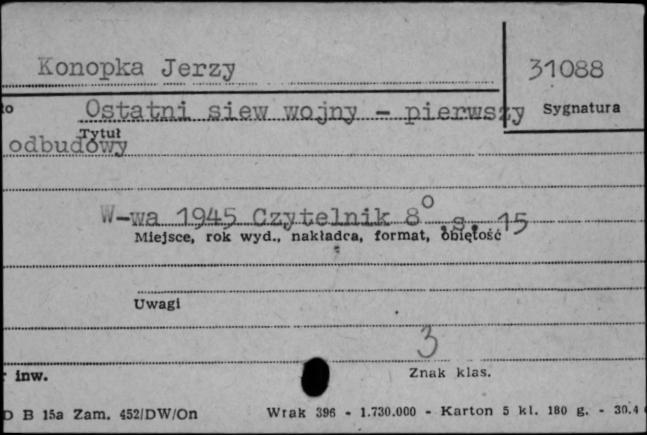 Konopka Jerzy
31088
to Ostatni siew wojny - pierwszy Sygnatura
Tytuł
odbudowy
W-wa 1945 Czytelnik 8° ,s. 15
Miejsce, rok wyd., nakładca, format, objętość
Uwagi
3
r inw. Znak klas.
D B 15a Zam. 452/DW/On Wrak 396 - 1.730.000 - Karton 5 kl. 180 g. - 30.4